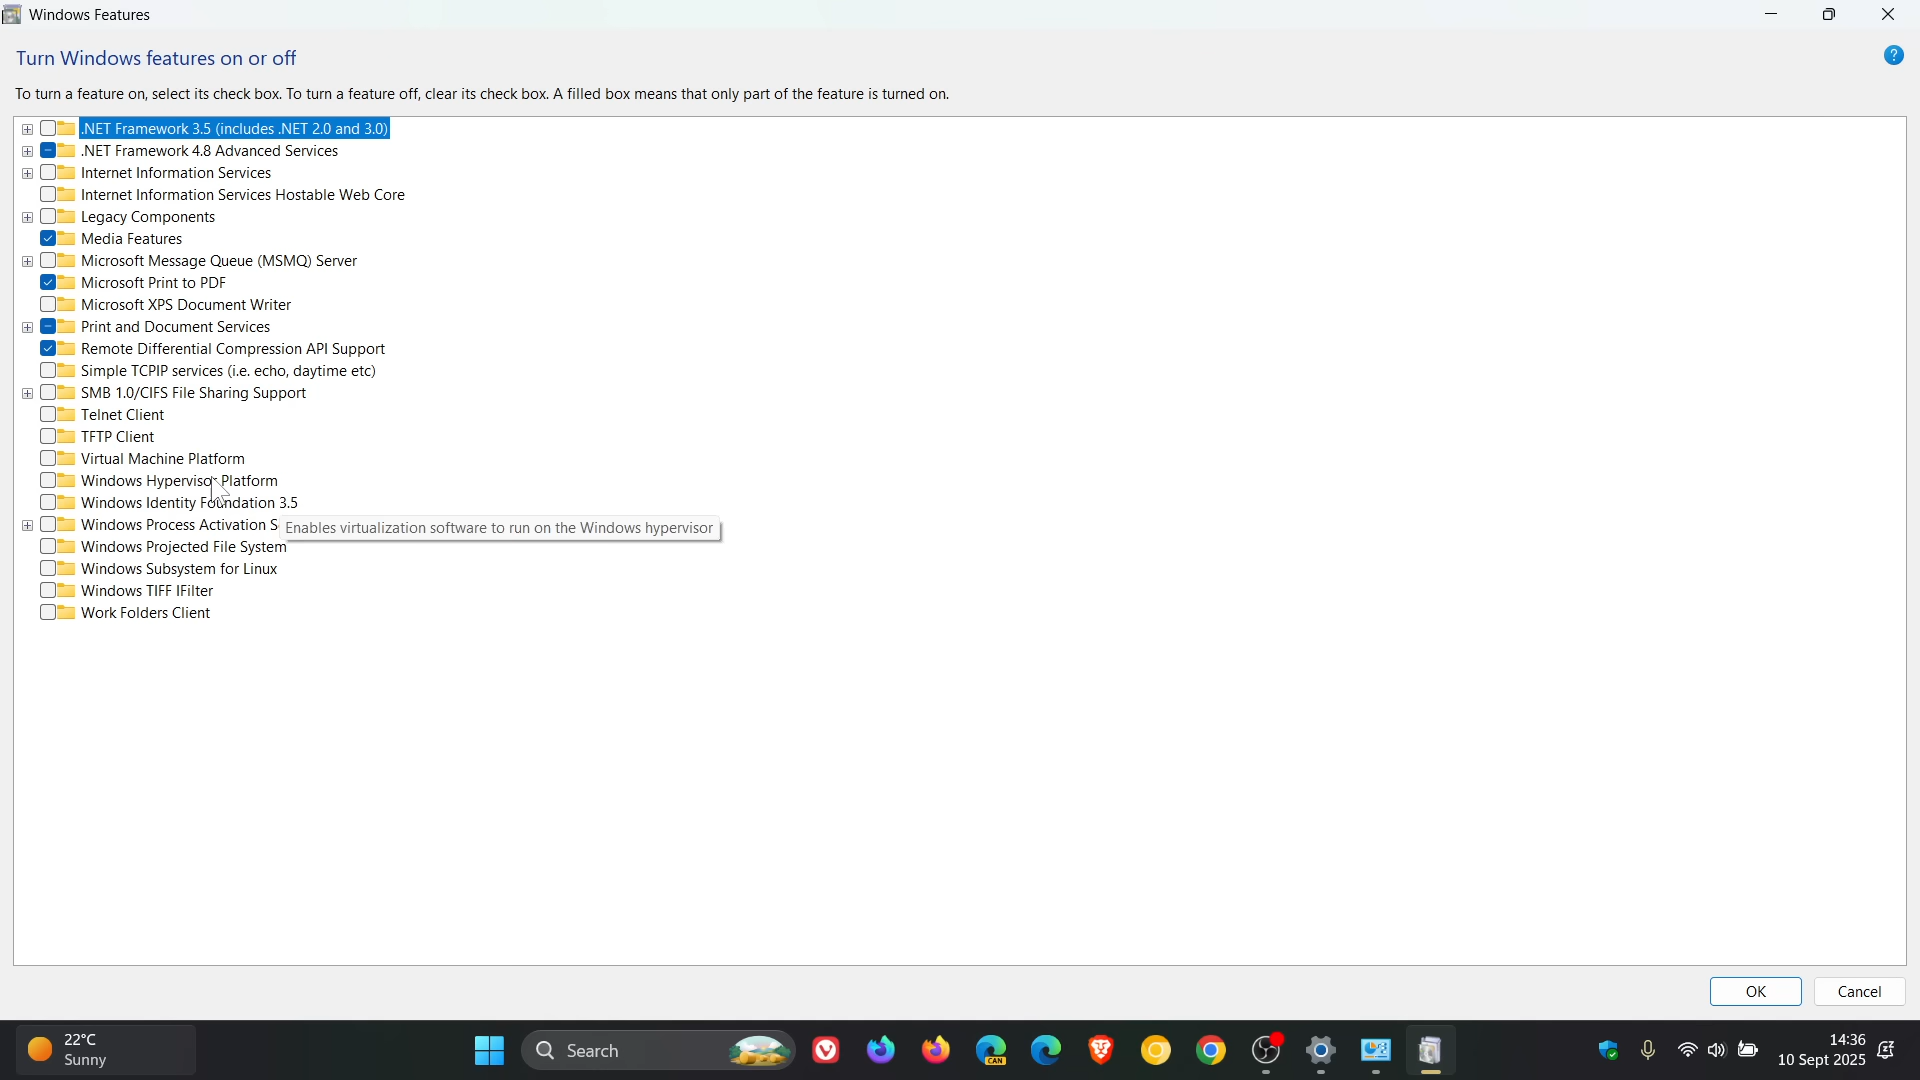 Windows Features
Turn Windows features on or off
?
To turn a feature on, select its check box. To turn a feature off, clear its check box. A filled box means that only part of the feature is turned on.
.NET Framework 3.5 (includes .NET 2.0 and 3.0)
.NET Framework 4.8 Advanced Services
Internet Information Services
Internet Information Services Hostable Web Core
Legacy Components
Media Features
Microsoft Message Queue (MSMQ) Server
Microsoft Print to PDF
Microsoft XPS Document Writer
Print and Document Services
Remote Differential Compression API Support
Simple TCPIP services (i.e. echo, daytime etc)
SMB 1.0/CIFS File Sharing Support
Telnet Client
TFTP Client
Virtual Machine Platform
Windows Hypervisor Platform
Windows Identity Foundation 3.5
Windows Process Activation S
Enables virtualization software to run on the Windows hypervisor
Windows Projected File System
Windows Subsystem for Linux
Windows TIFF IFilter
Work Folders Client
OK
Cancel
22°C
Sunny
Search
CAN
14:36
10 Sept 2025